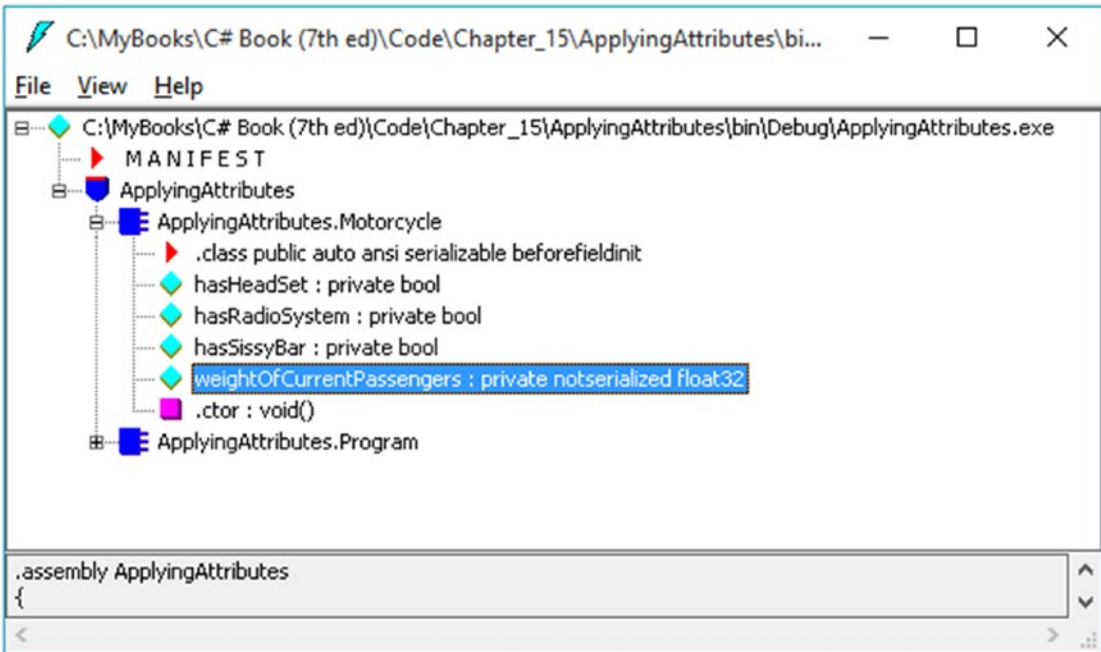 C:\MyBooks\C# Book (7th ed)\Code\Chapter_15\ApplyingAttributes\bi...
File View Help
C:\MyBooks\C# Book (7th ed)\Code\Chapter_15\ApplyingAttributes\bin\Debug\ApplyingAttributes.exe
MANIFEST
ApplyingAttributes
ApplyingAttributes.Motorcycle
.class public auto ansi serializable beforefieldinit
hasHeadSet : private bool
hasRadioSystem : private bool
hasSissyBar : private bool
weightOfCurrentPassengers : private notserialized float32
.ctor : void()
ApplyingAttributes.Program
.assembly ApplyingAttributes
{